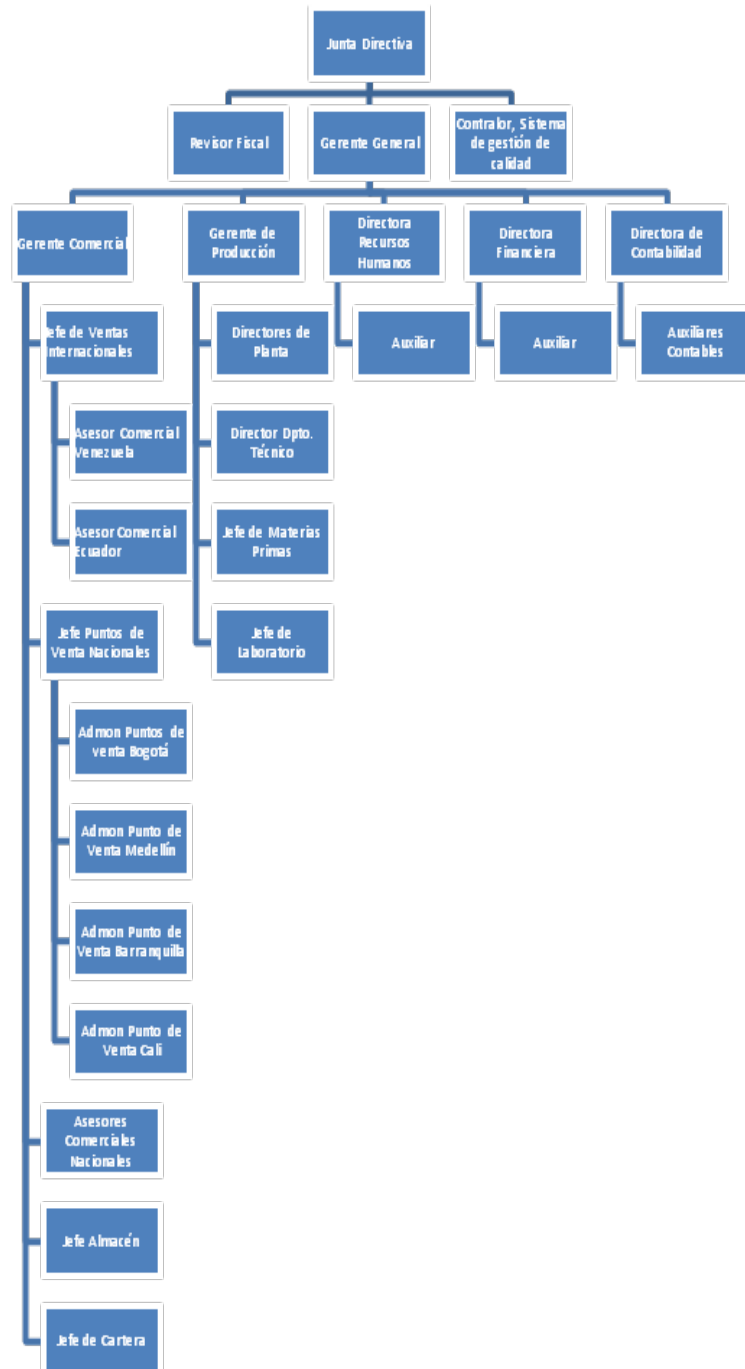 Junta Directiva
Revisor Fiscal
Gerente General
Contralor, Sistema
de gestión de
calidad
Gerente Comercial
Gerente de
Producción
Directora
Recursos
Humanos
Directora
Financiera
Directora de
Contabilidad
Jefe de Ventas
Internacionales
Asesor Comercial
Venezuela
Asesor Comercial
Ecuador
Jefe Puntos de
Venta Nacionales
Admon Puntos de
venta Bogotá
Admon Punto de
Venta Medellín
Admon Punto de
Venta Barranquilla
Admon Punto de
Venta Cali
Asesores
Comerciales
Nacionales
Jefe Almacén
Jefe de Cartera
Directores de
Planta
Director Dpto.
Técnico
Jefe de Materias
Primas
Jefe de
Laboratorio
Auxiliar
Auxiliar
Auxiliares
Contables